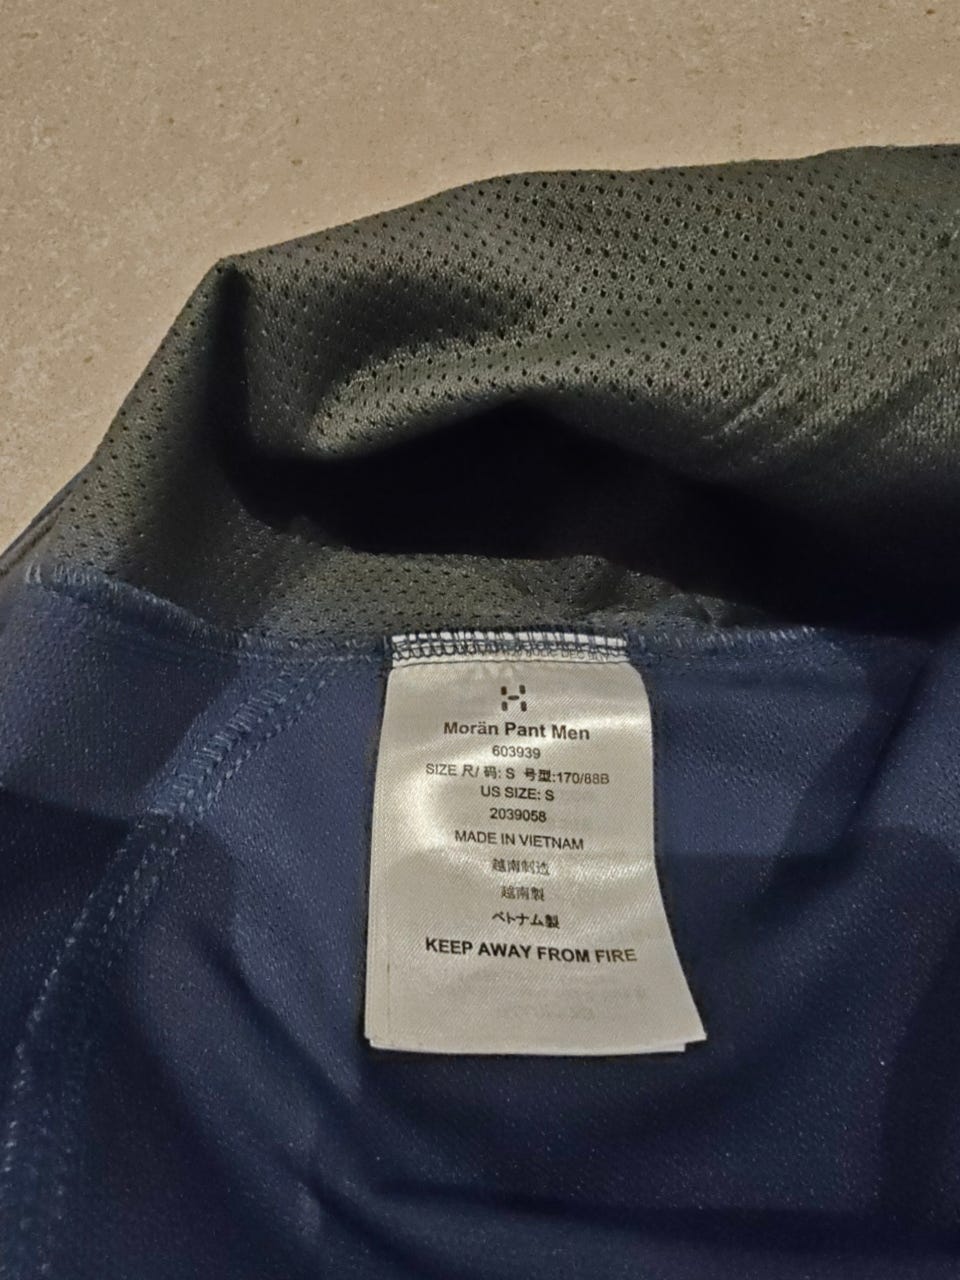 Morän Pant Men
603939
SIZE 尺/ 码: S 号型:170/88B
US SIZE: S
2039058
MADE IN VIETNAM
越南制造
越南製
ベトナム製
KEEP AWAY FROM FIRE